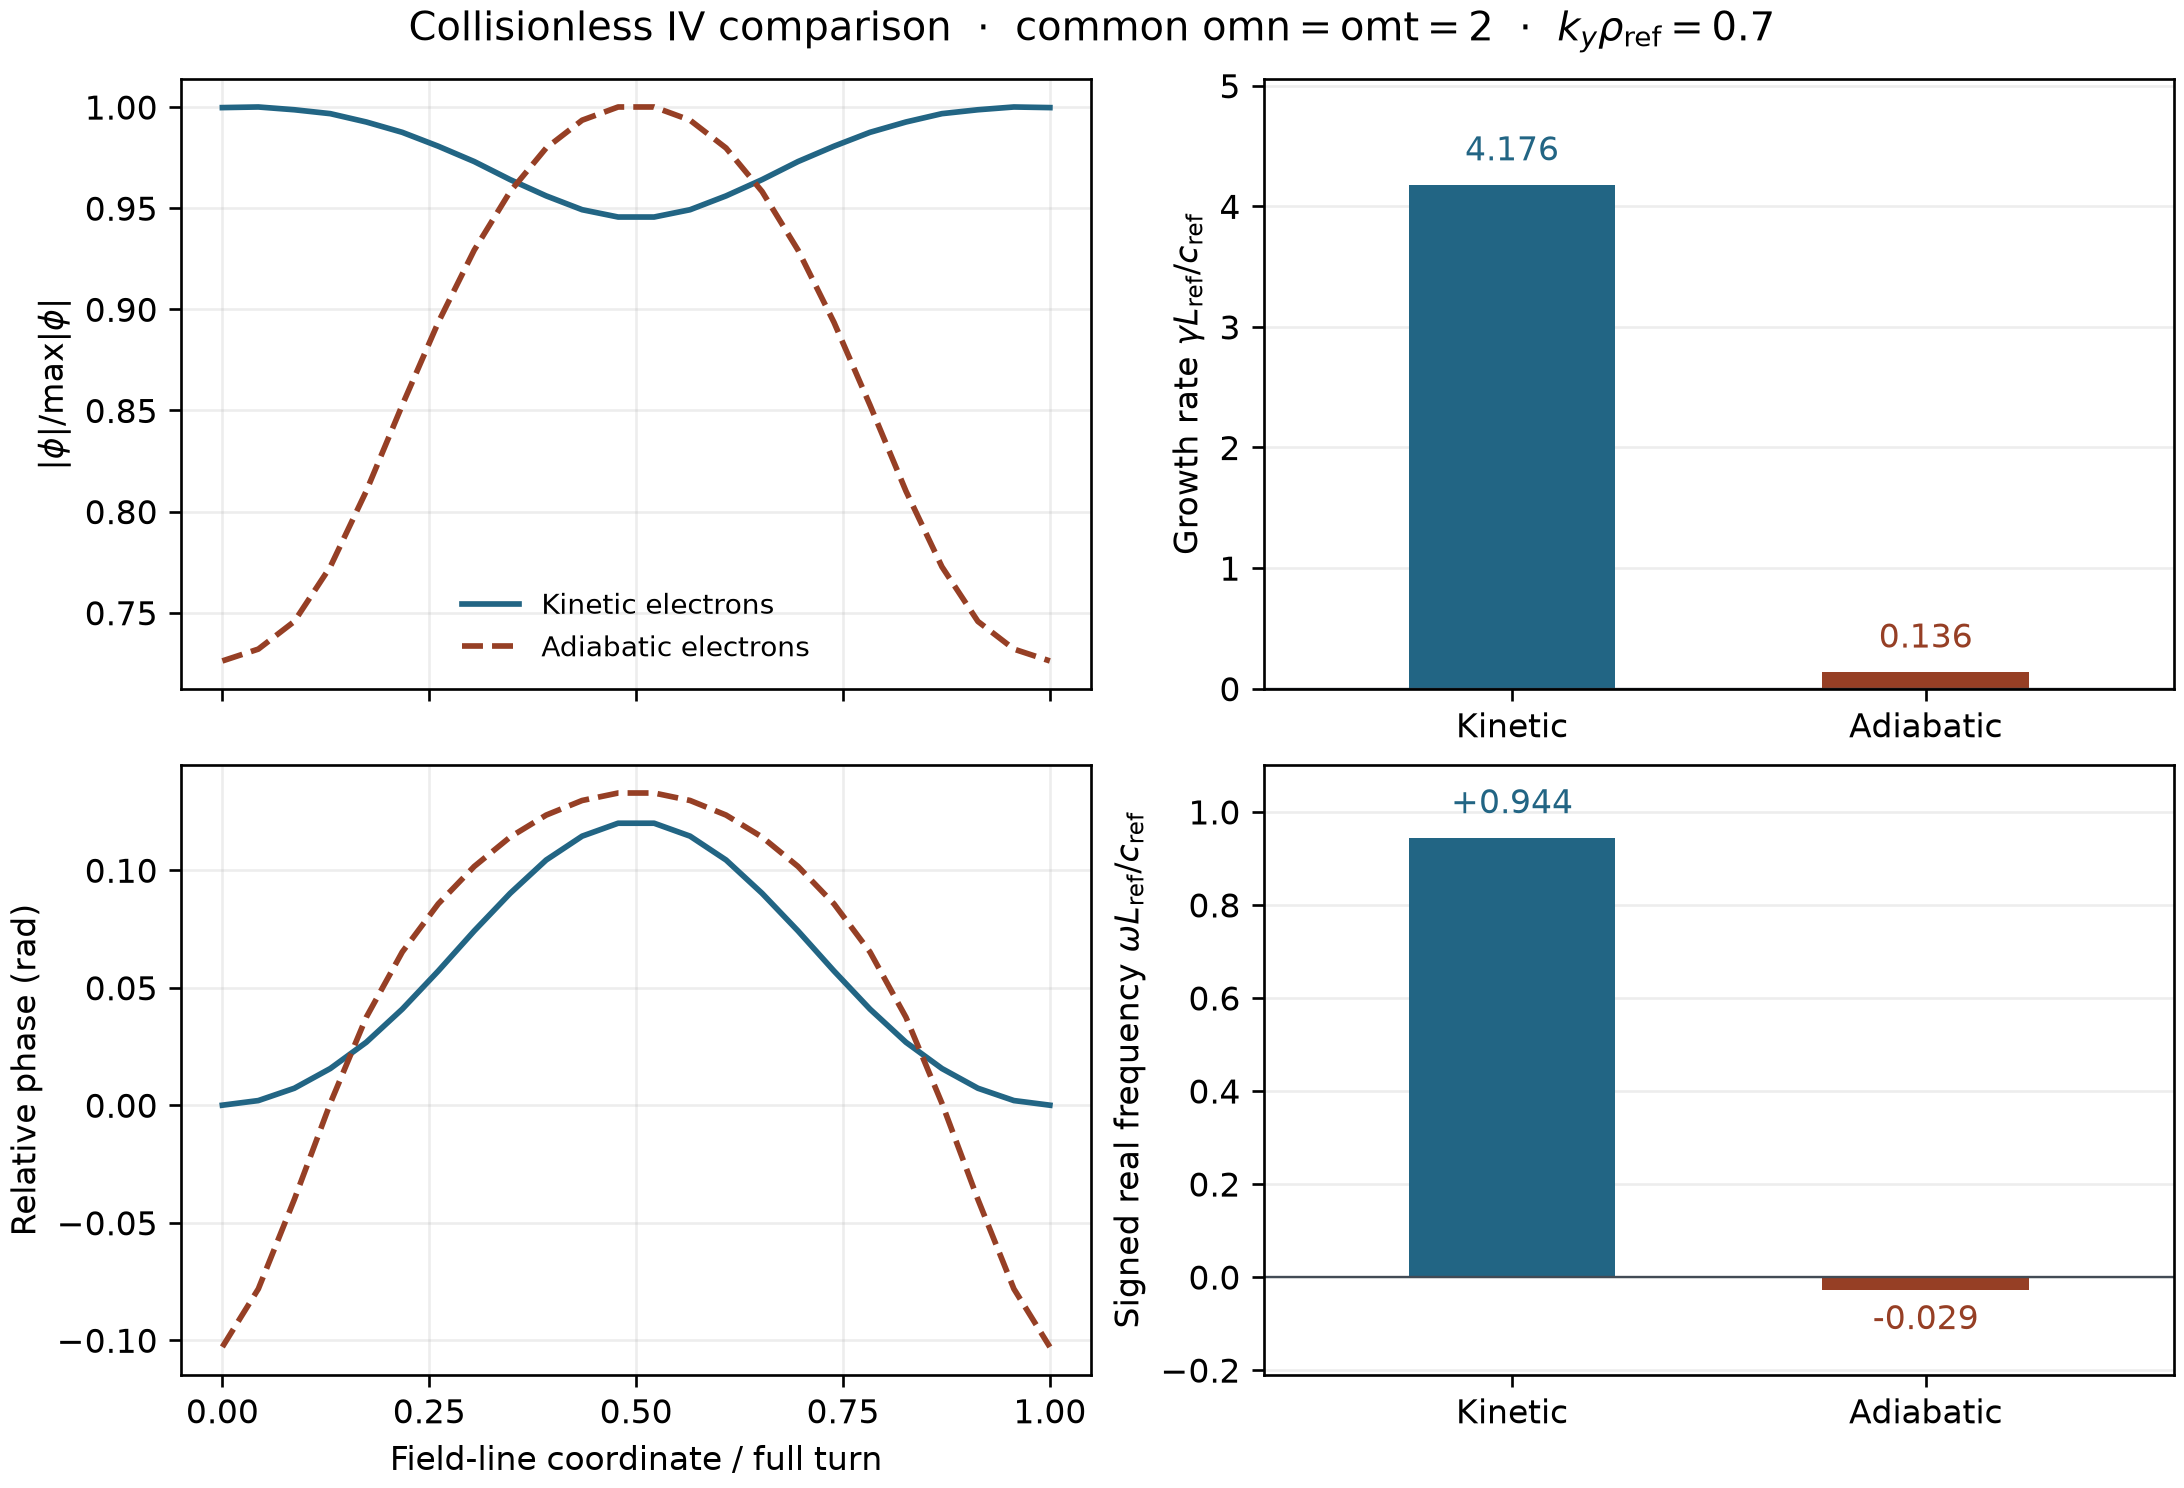 Collisionless IV comparison · common omn = omt = 2 · k_yρ_ref = 0.7
|ϕ|/max|ϕ|
1.00
0.95
0.90
0.85
0.80
0.75
Kinetic electrons
Adiabatic electrons
Growth rate γL_ref/c_ref
5
4
3
2
1
0
4.176
0.136
Kinetic
Adiabatic
Relative phase (rad)
0.10
0.05
0.00
−0.05
−0.10
0.00
0.25
0.50
0.75
1.00
Field-line coordinate / full turn
Signed real frequency ωL_ref/c_ref
1.0
0.8
0.6
0.4
0.2
0.0
−0.2
+0.944
-0.029
Kinetic
Adiabatic